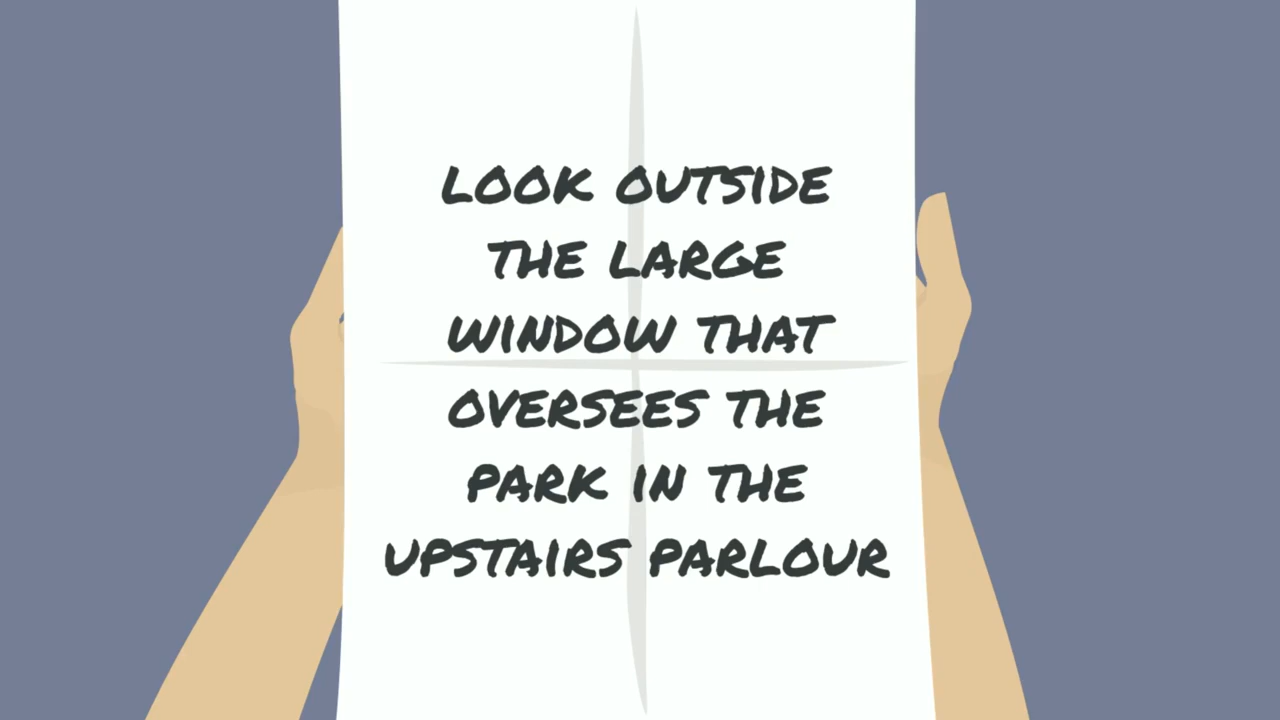 LOOK OUTSIDE
THE LARGE
WINDOW THAT
OVERSEES THE
PARK IN THE
UPSTAIRS PARLOUR